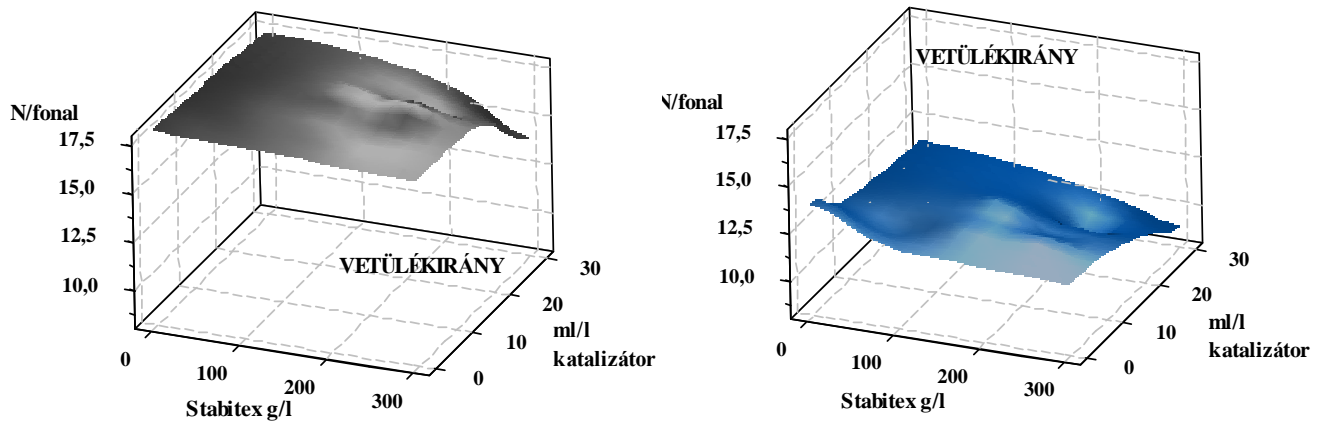 N/fonal
17,5
15,0
12,5
10,0
VETÜLÉKIRÁNY
0
100
200
300
Stabitex g/l
0
10
20
30
ml/l
katalizátor
VETÜLÉKIRÁNY
N/fonal
17,5
15,0
12,5
10,0
0
100
200
300
Stabitex g/l
0
10
20
30
ml/l
katalizátor